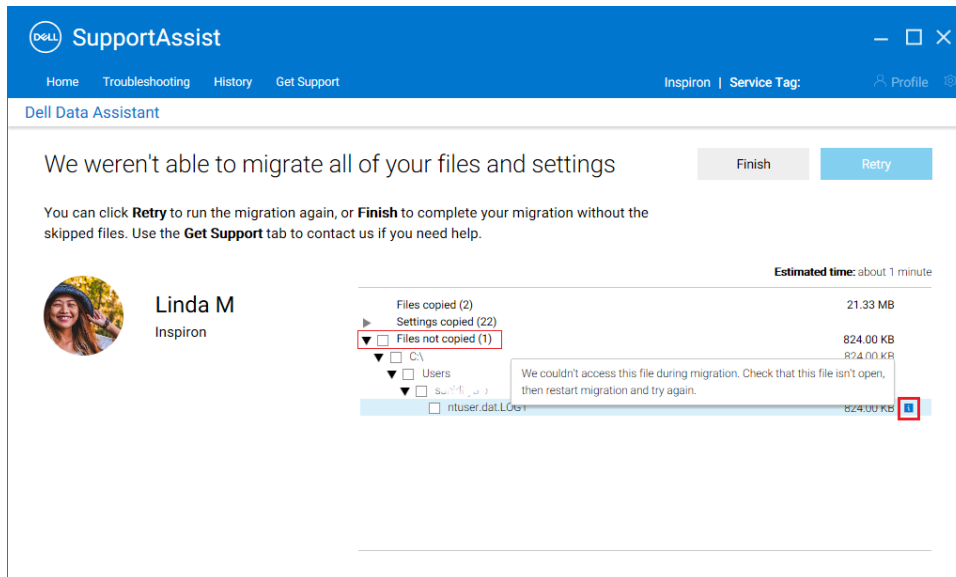 DELL SupportAssist
Home Troubleshooting History Get Support Inspiron | Service Tag: Profile
Dell Data Assistant
We weren't able to migrate all of your files and settings Finish Retry
You can click Retry to run the migration again, or Finish to complete your migration without the
skipped files. Use the Get Support tab to contact us if you need help.
Estimated time: about 1 minute
Linda M
Inspiron
Files copied (2) 21.33 MB
Settings copied (22)
Files not copied (1) 824.00 KB
C:\ 824.00 KB
Users
We couldn't access this file during migration. Check that this file isn't open,
then restart migration and try again.
ntuser.dat.LOG1 824.00 KB